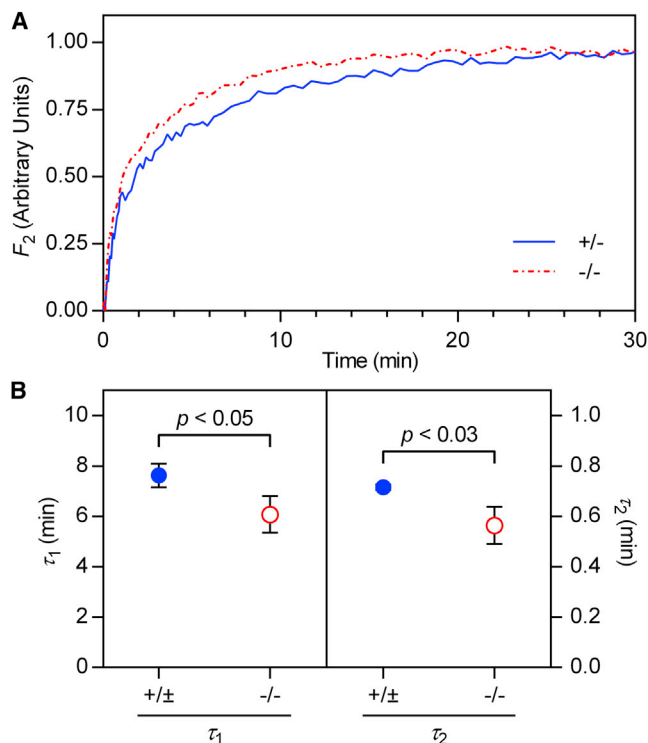 A
1.00
0.75
0.50
0.25
0.00
F2 (Arbitrary Units)
+/-
-/-
0 10 20 30
Time (min)
B
10
8
6
4
2
0
τ1 (min)
p < 0.05
p < 0.03
1.0
0.8
0.6
0.4
0.2
0.0
τ2 (min)
+/± -/- +/± -/-
τ1 τ2